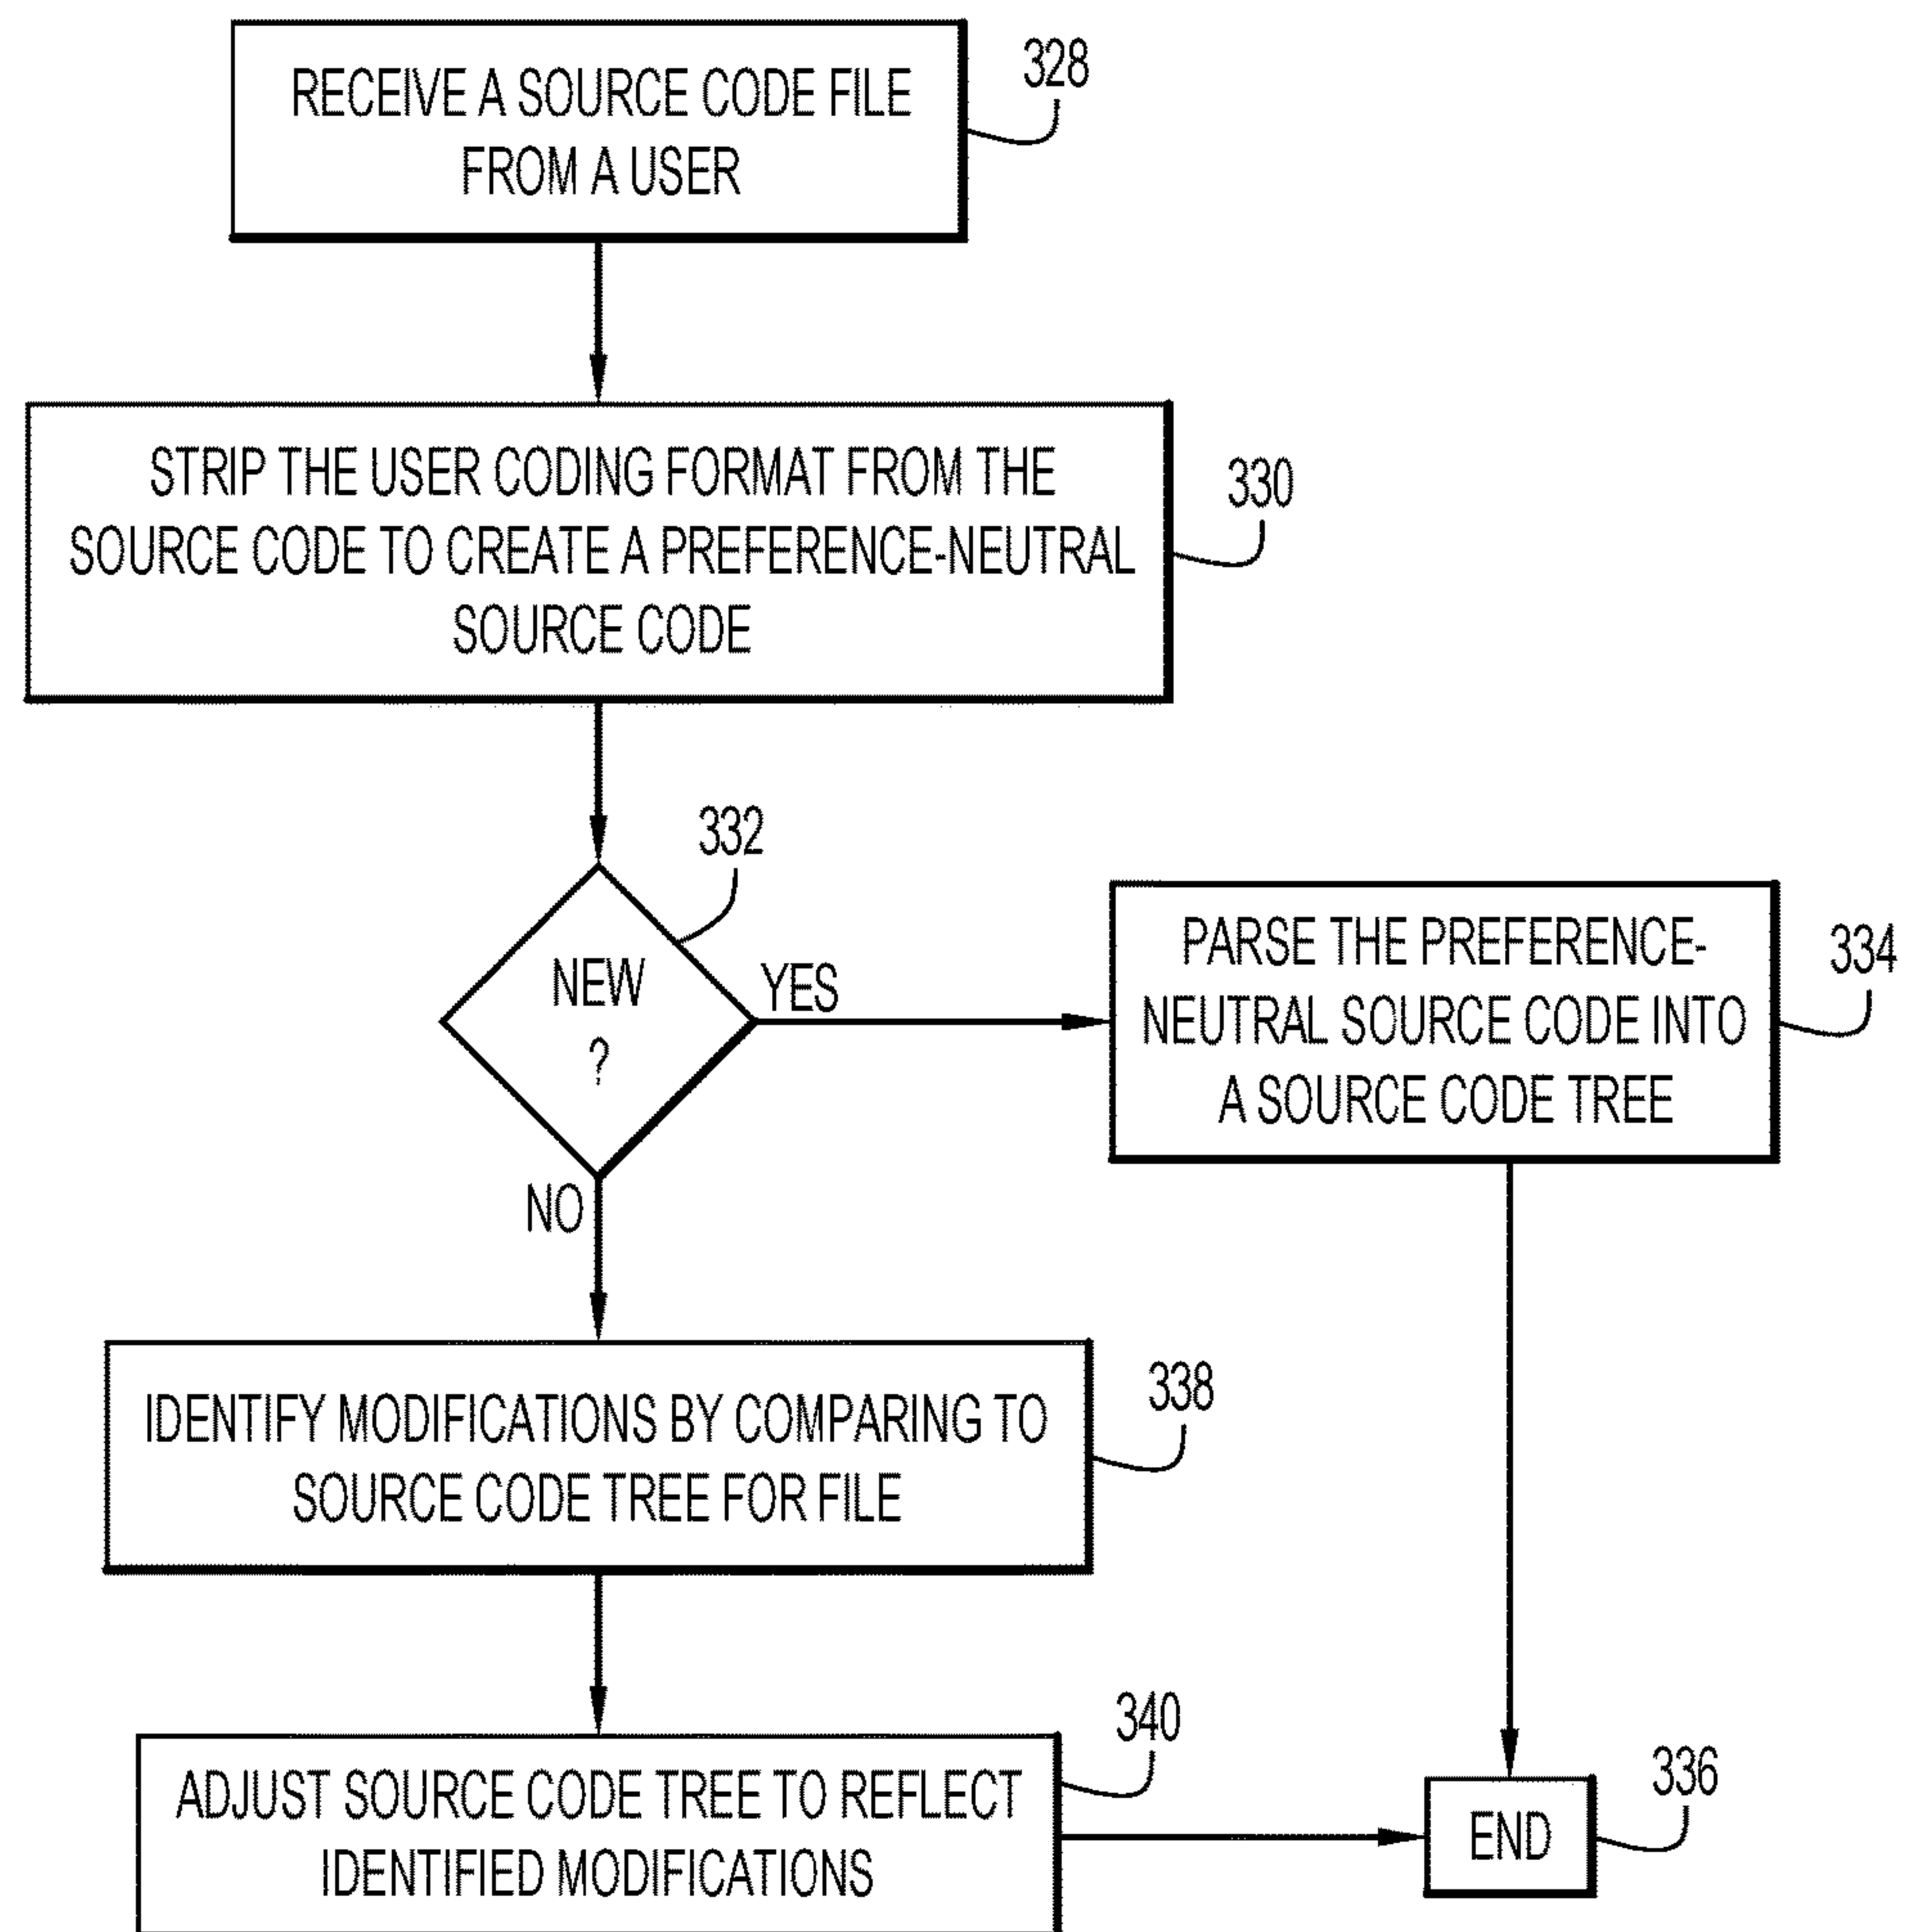 RECEIVE A SOURCE CODE FILE
FROM A USER
328
STRIP THE USER CODING FORMAT FROM THE
SOURCE CODE TO CREATE A PREFERENCE-NEUTRAL
SOURCE CODE
330
332
NEW
?
YES
NO
PARSE THE PREFERENCE-
NEUTRAL SOURCE CODE INTO
A SOURCE CODE TREE
334
IDENTIFY MODIFICATIONS BY COMPARING TO
SOURCE CODE TREE FOR FILE
338
ADJUST SOURCE CODE TREE TO REFLECT
IDENTIFIED MODIFICATIONS
340
END
336